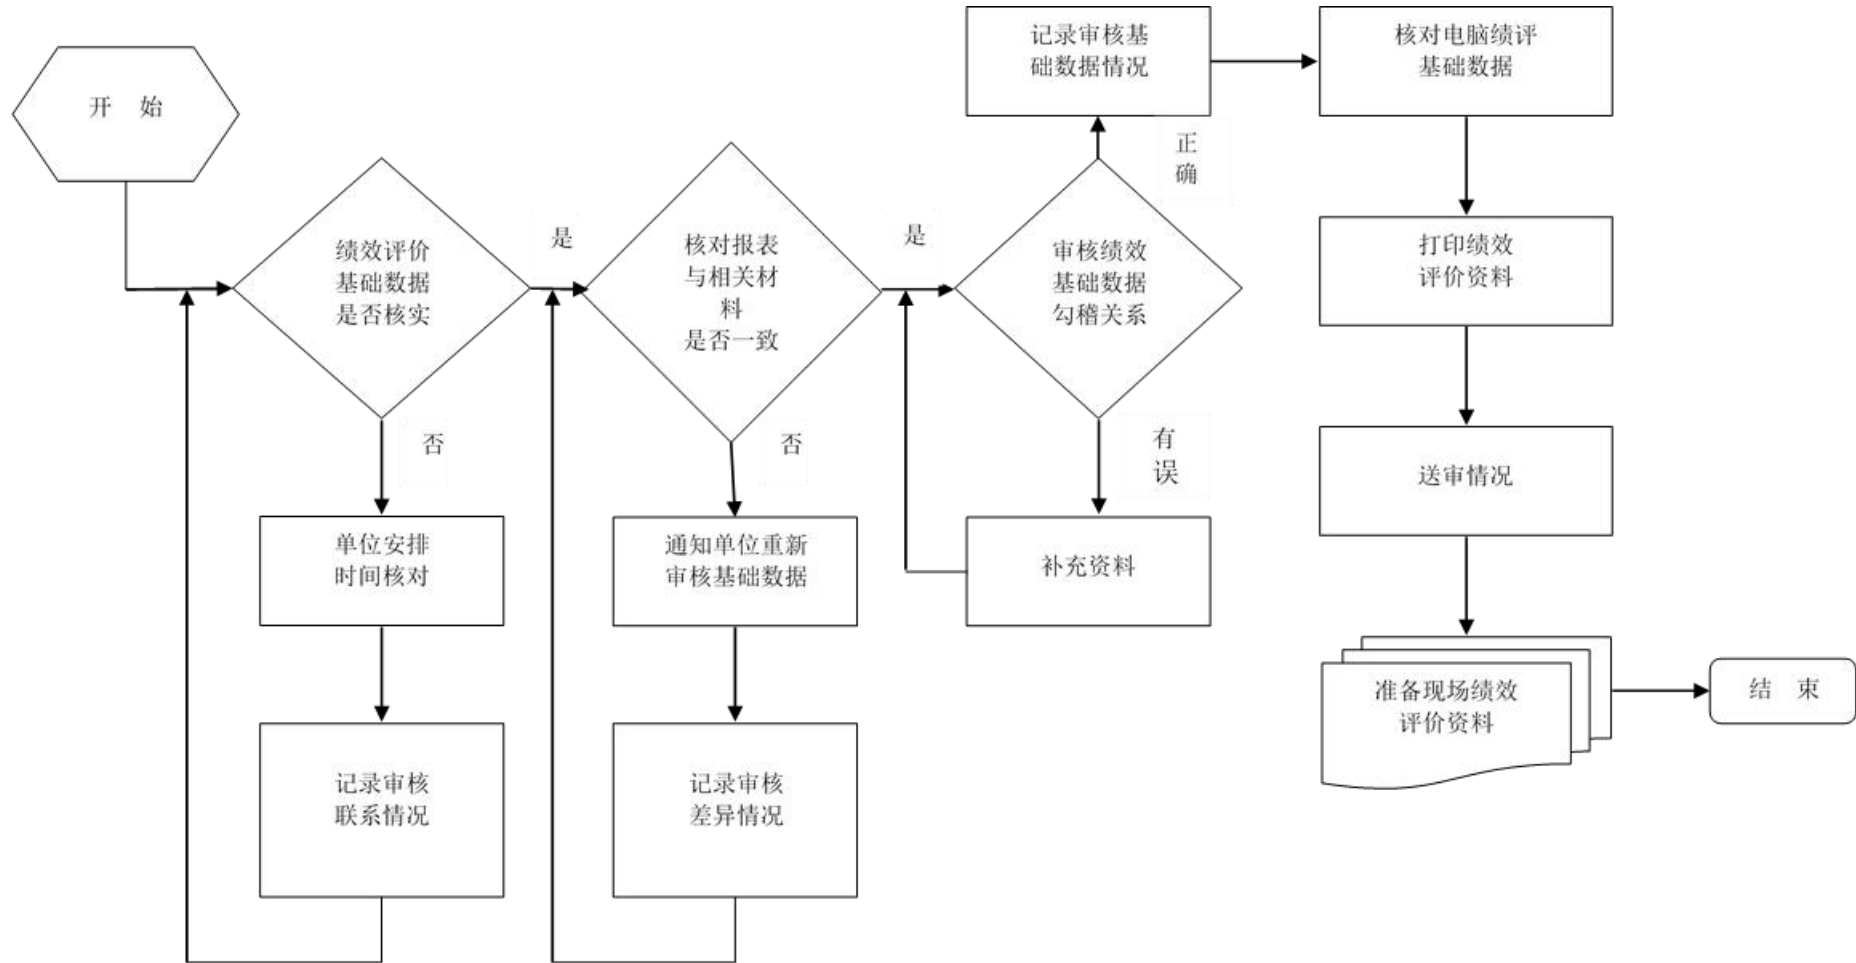 开 始
绩效评价
基础数据
是否核实
是
否
单位安排
时间核对
记录审核
联系情况
核对报表
与相关材
料
是否一致
是
否
通知单位重新
审核基础数据
记录审核
差异情况
审核绩效
基础数据
勾稽关系
正
确
有
误
补充资料
记录审核基
础数据情况
核对电脑绩评
基础数据
打印绩效
评价资料
送审情况
准备现场绩效
评价资料
结 束